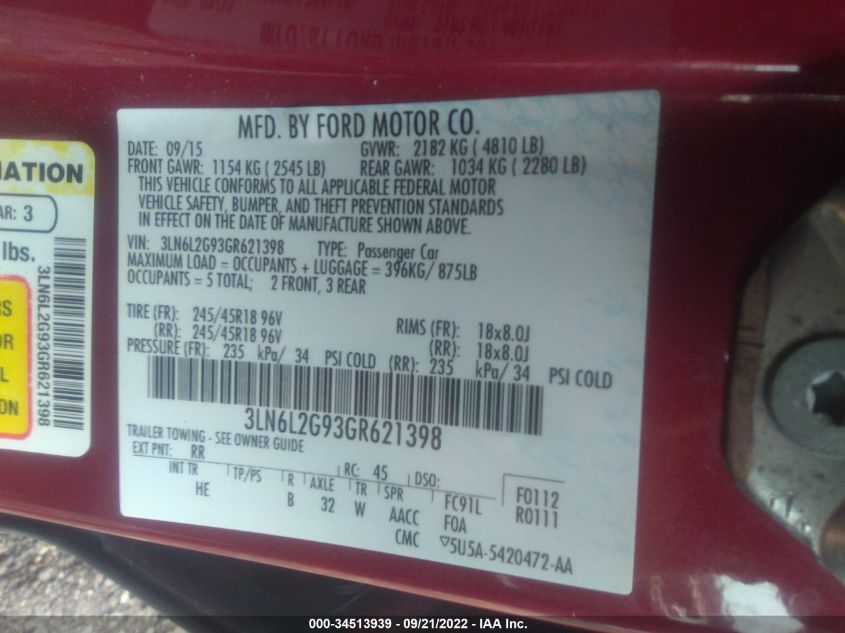 MFD. BY FORD MOTOR CO.
DATE: 09/15 GVWR: 2182 KG ( 4810 LB)
FRONT GAWR: 1154 KG ( 2545 LB) REAR GAWR: 1034 KG ( 2280 LB)
THIS VEHICLE CONFORMS TO ALL APPLICABLE FEDERAL MOTOR
VEHICLE SAFETY, BUMPER, AND THEFT PREVENTION STANDARDS
IN EFFECT ON THE DATE OF MANUFACTURE SHOWN ABOVE.
VIN: 3LN6L2G93GR621398 TYPE: Passenger Car
MAXIMUM LOAD = OCCUPANTS + LUGGAGE = 396KG/ 875LB
OCCUPANTS = 5 TOTAL; 2 FRONT, 3 REAR
TIRE (FR): 245/45R18 96V RIMS (FR): 18x8.0J
(RR): 245/45R18 96V (RR): 18x8.0J
PRESSURE (FR): 235 kPa/ 34 PSI COLD (RR): 235 kPa/ 34 PSI COLD
3LN6L2G93GR621398
TRAILER TOWING - SEE OWNER GUIDE
EXT PNT: RR RC: 45 DSO:
INT TR TP/PS R AXLE TR SPR FC91L F0112
HE B 32 W AACC F0A R0111
CMC ▽5U5A-5420472-AA
MATION
AR: 3
lbs.
3LN6L2G93GR621398
RS
OR
L
ON
000-34513939 - 09/21/2022 - IAA Inc.